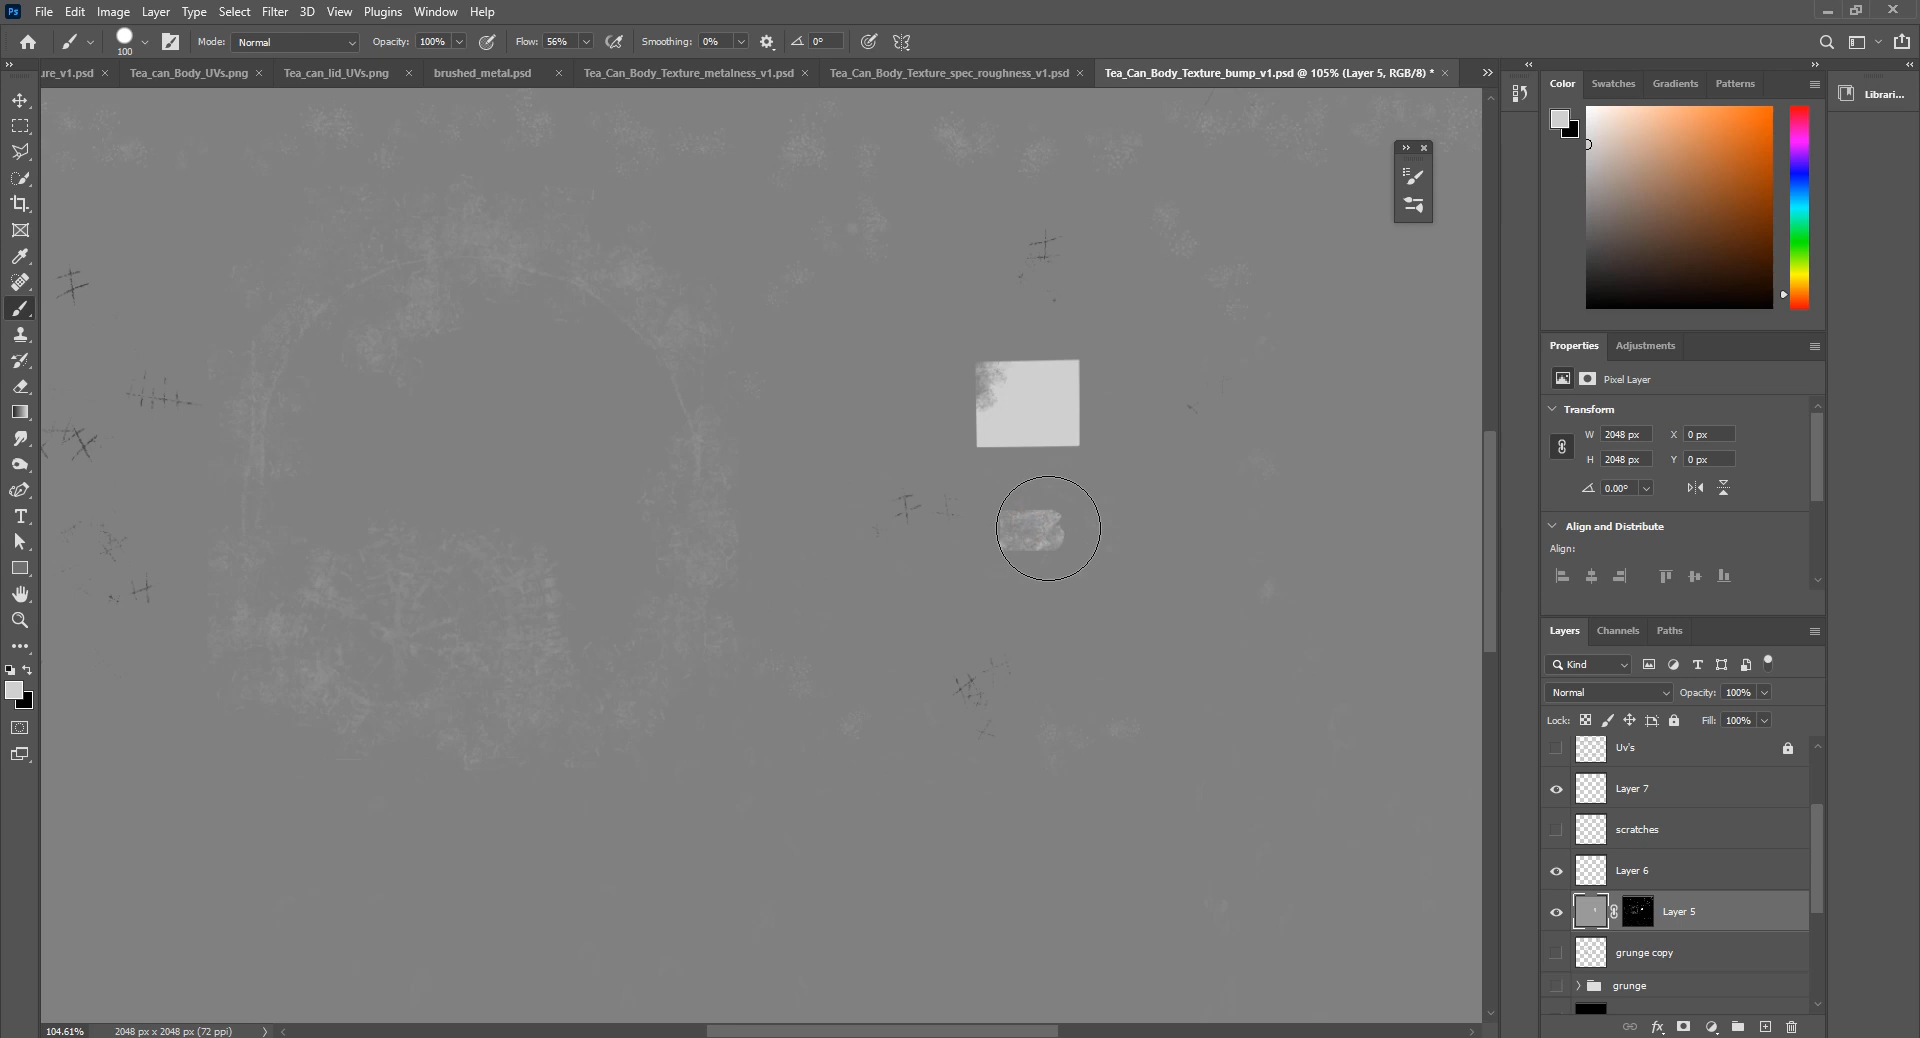 Ps File Edit Image Layer Type Select Filter 3D View Plugins Window Help
100 Mode: Normal Opacity: 100% Flow: 56% Smoothing: 0% 0°
ure_v1.psd × Tea_can_Body_UVs.png × Tea_can_lid_UVs.png × brushed_metal.psd × Tea_Can_Body_Texture_metalness_v1.psd × Tea_Can_Body_Texture_spec_roughness_v1.psd × Tea_Can_Body_Texture_bump_v1.psd @ 105% (Layer 5, RGB/8) * ×
Color Swatches Gradients Patterns
Librari...
Properties Adjustments
Pixel Layer
Transform
W 2048 px X 0 px
H 2048 px Y 0 px
0.00°
Align and Distribute
Align:
Layers Channels Paths
Kind
Normal Opacity: 100%
Lock: Fill: 100%
Uv's
Layer 7
scratches
Layer 6
Layer 5
grunge copy
grunge
fx
104.61% 2048 px x 2048 px (72 ppi)